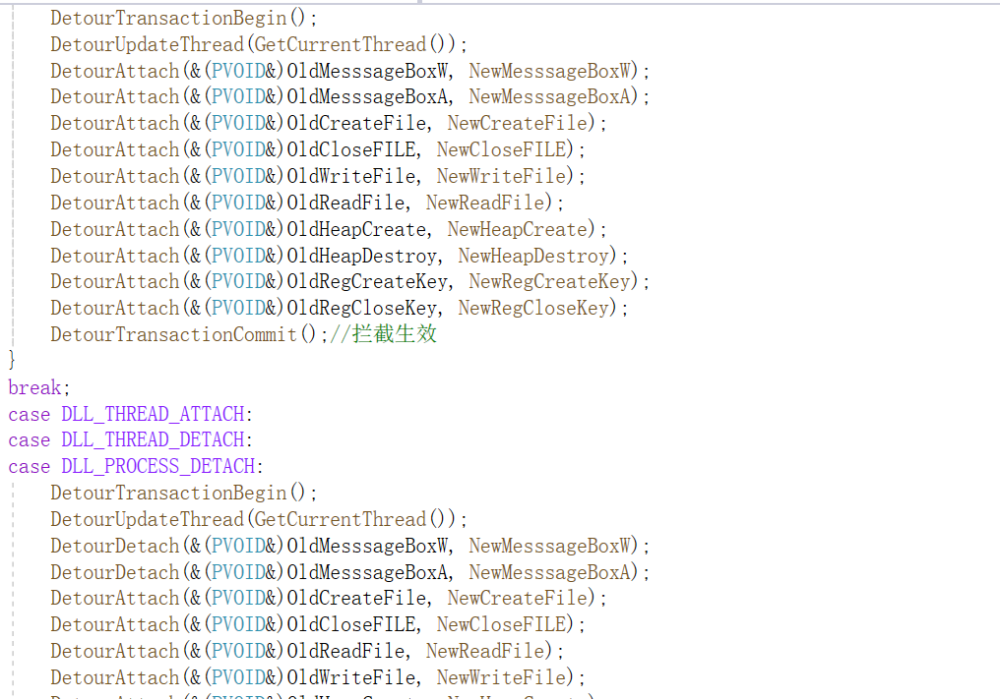 DetourTransactionBegin();
DetourUpdateThread(GetCurrentThread());
DetourAttach(&(PVOID&)OldMesssageBoxW, NewMesssageBoxW);
DetourAttach(&(PVOID&)OldMesssageBoxA, NewMesssageBoxA);
DetourAttach(&(PVOID&)OldCreateFile, NewCreateFile);
DetourAttach(&(PVOID&)OldCloseFILE, NewCloseFILE);
DetourAttach(&(PVOID&)OldWriteFile, NewWriteFile);
DetourAttach(&(PVOID&)OldReadFile, NewReadFile);
DetourAttach(&(PVOID&)OldHeapCreate, NewHeapCreate);
DetourAttach(&(PVOID&)OldHeapDestroy, NewHeapDestroy);
DetourAttach(&(PVOID&)OldRegCreateKey, NewRegCreateKey);
DetourAttach(&(PVOID&)OldRegCloseKey, NewRegCloseKey);
DetourTransactionCommit();//拦截生效
}
break;
case DLL_THREAD_ATTACH:
case DLL_THREAD_DETACH:
case DLL_PROCESS_DETACH:
DetourTransactionBegin();
DetourUpdateThread(GetCurrentThread());
DetourDetach(&(PVOID&)OldMesssageBoxW, NewMesssageBoxW);
DetourDetach(&(PVOID&)OldMesssageBoxA, NewMesssageBoxA);
DetourAttach(&(PVOID&)OldCreateFile, NewCreateFile);
DetourAttach(&(PVOID&)OldCloseFILE, NewCloseFILE);
DetourAttach(&(PVOID&)OldReadFile, NewReadFile);
DetourAttach(&(PVOID&)OldWriteFile, NewWriteFile);